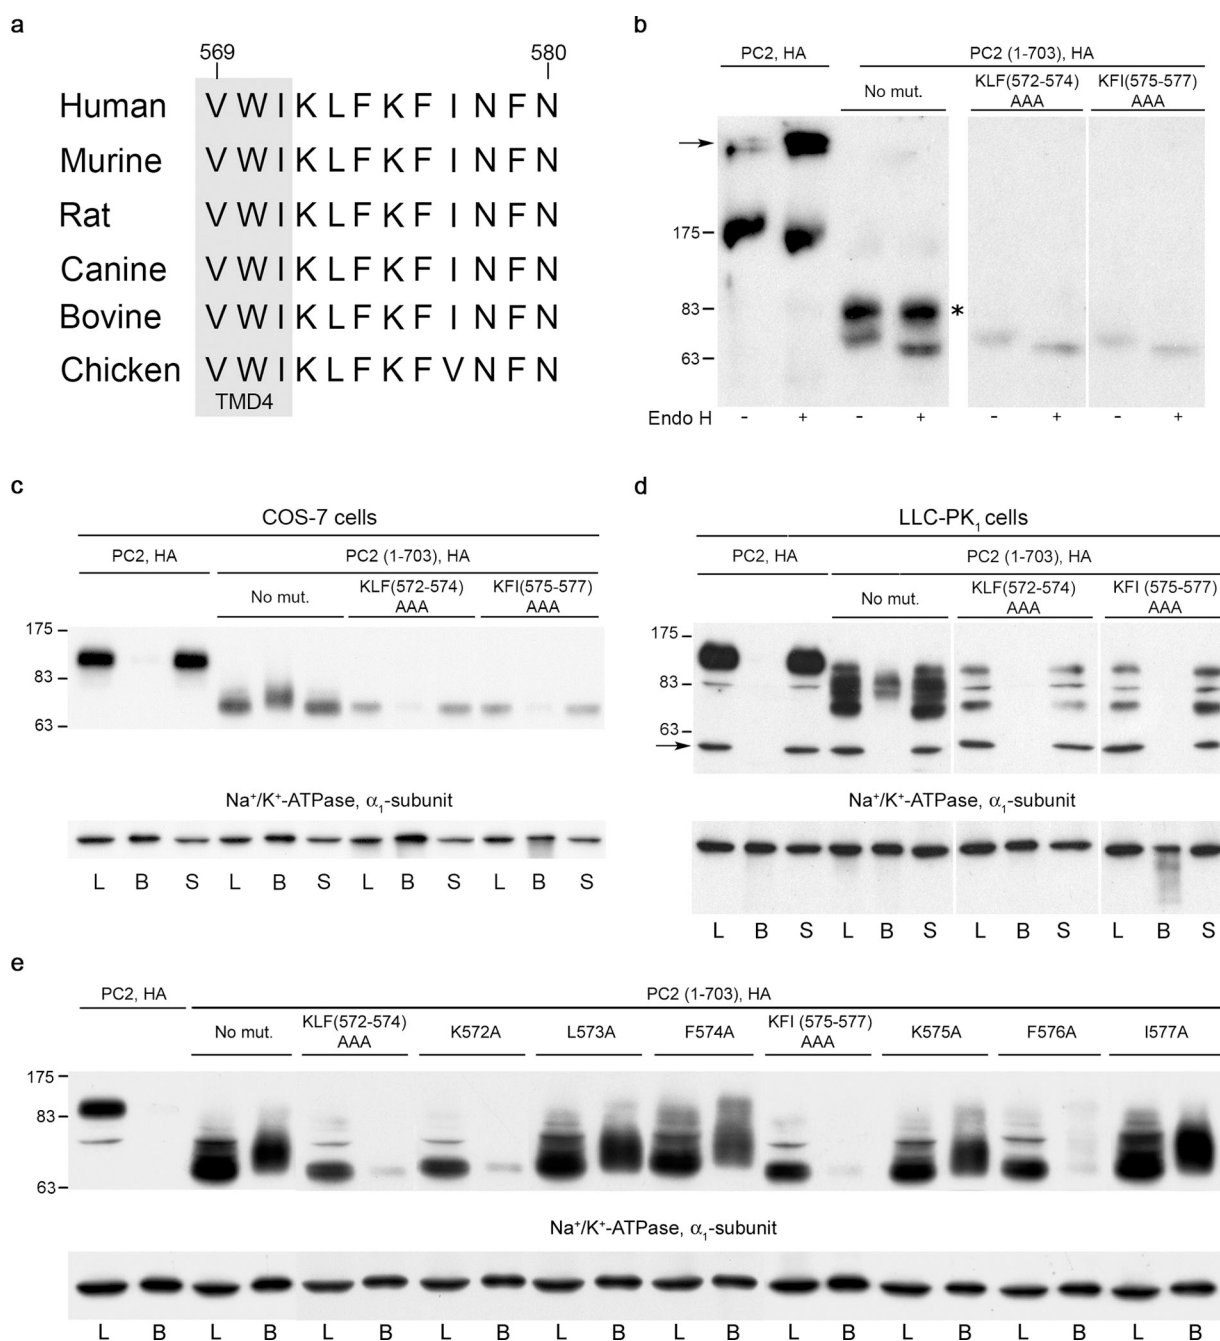 a
569 580
Human V W I K L F K F I N F N
Murine V W I K L F K F I N F N
Rat V W I K L F K F I N F N
Canine V W I K L F K F I N F N
Bovine V W I K L F K F I N F N
Chicken V W I K L F K F V N F N
TMD4
b
PC2, HA PC2 (1-703), HA
No mut. KLF(572-574) KFI(575-577)
AAA AAA
175
83 *
63
Endo H - + - + - + - +
c
COS-7 cells
PC2, HA PC2 (1-703), HA
No mut. KLF(572-574) KFI(575-577)
AAA AAA
175
83
63
Na⁺/K⁺-ATPase, α₁-subunit
L B S L B S L B S L B S
d
LLC-PK₁ cells
PC2, HA PC2 (1-703), HA
No mut. KLF(572-574) KFI (575-577)
AAA AAA
175
83
63
Na⁺/K⁺-ATPase, α₁-subunit
L B S L B S L B S L B S
e
PC2, HA PC2 (1-703), HA
No mut. KLF(572-574) K572A L573A F574A KFI (575-577) K575A F576A I577A
AAA AAA
175
83
63
Na⁺/K⁺-ATPase, α₁-subunit
L B L B L B L B L B L B L B L B L B L B